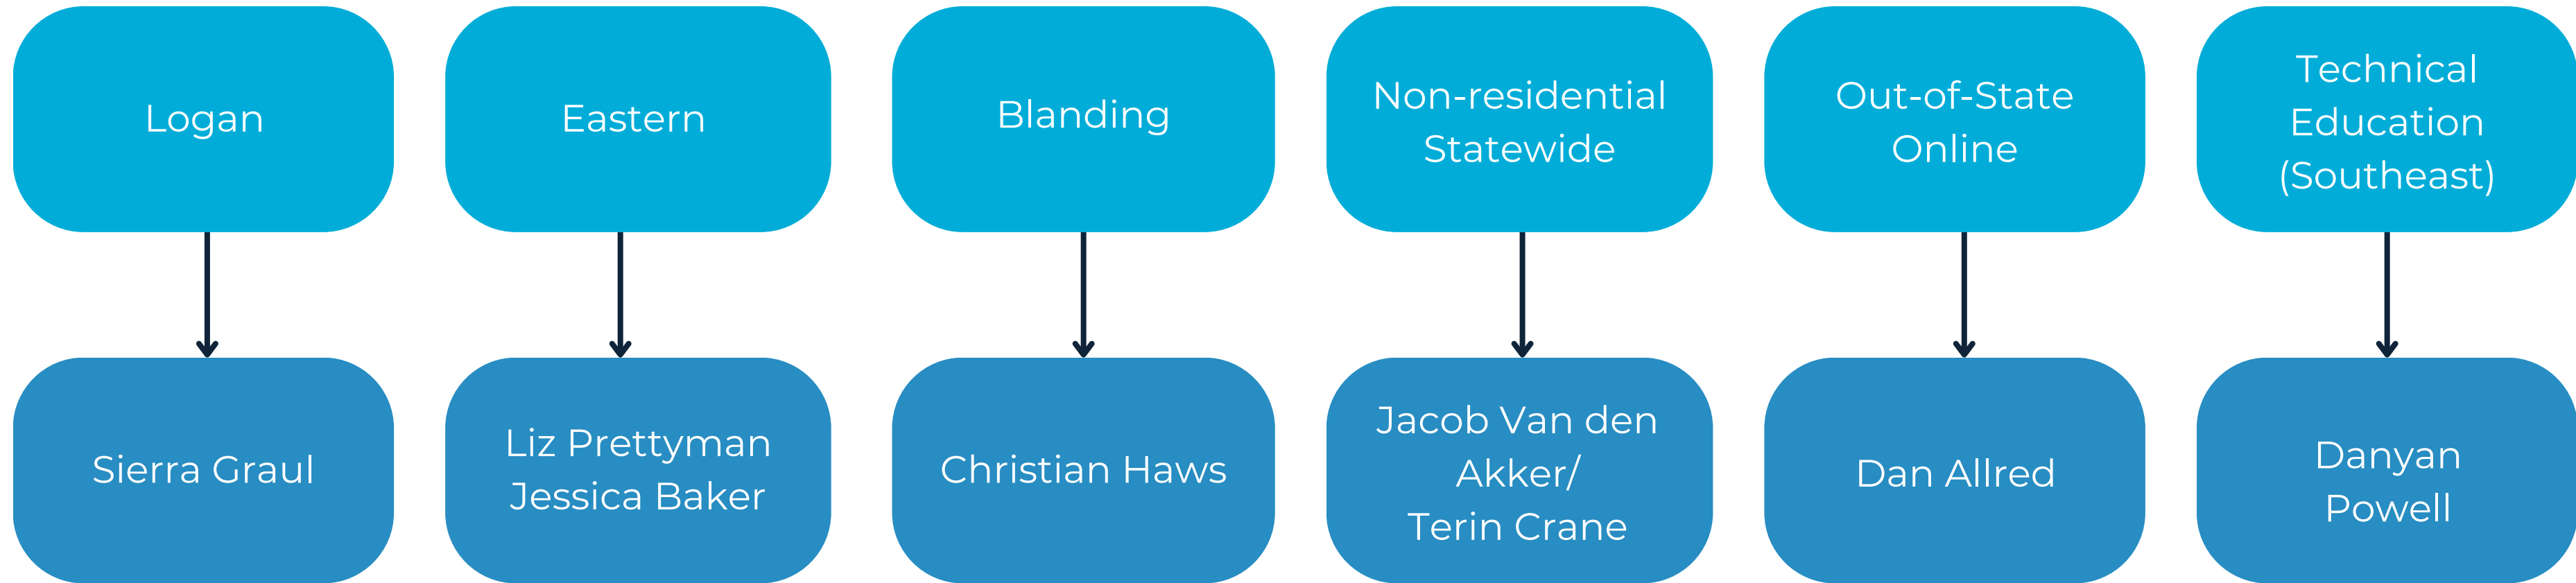 Logan
Eastern
Blanding
Non-residential
Statewide
Out-of-State
Online
Technical
Education
(Southeast)
Sierra Graul
Liz Prettyman
Jessica Baker
Christian Haws
Jacob Van den
Akker/
Terin Crane
Dan Allred
Danyan
Powell